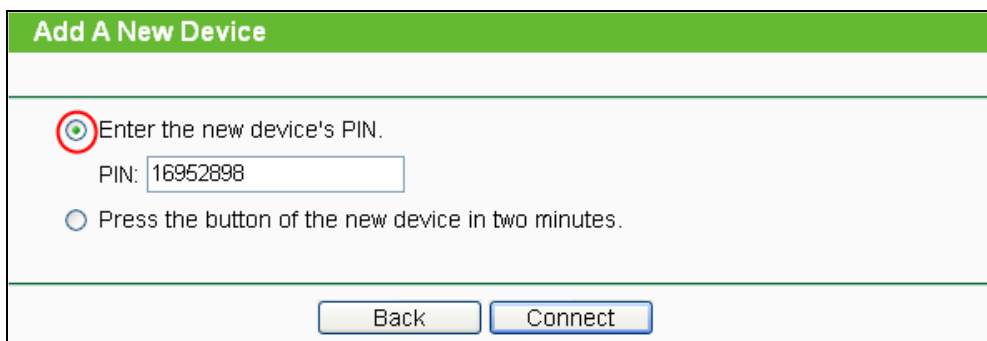 Add A New Device
Enter the new device's PIN.
PIN: 16952898
Press the button of the new device in two minutes.
Back Connect